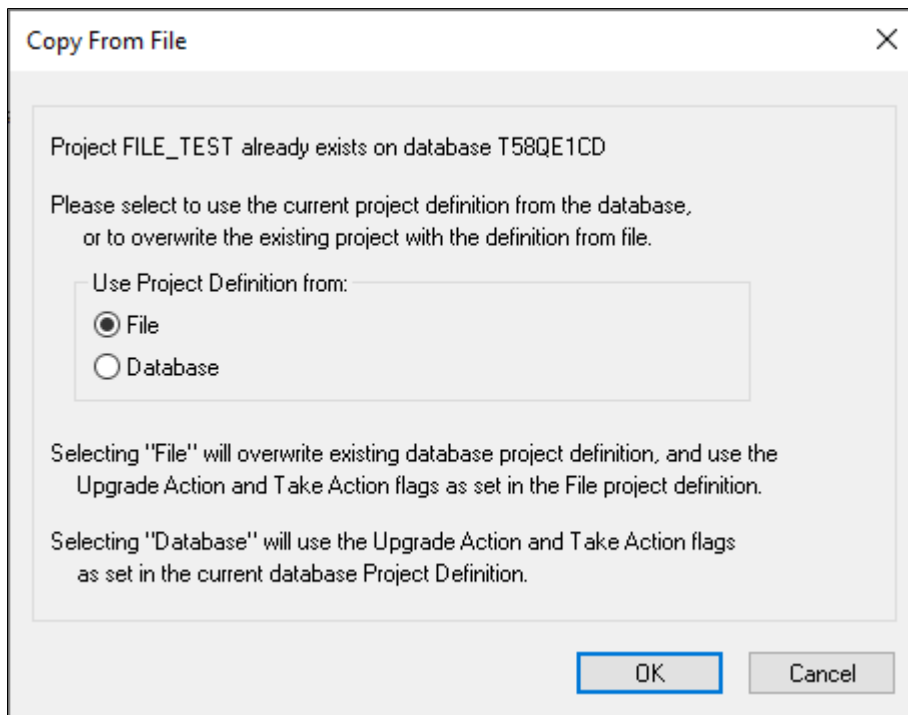 Copy From File
Project FILE_TEST already exists on database T58QE1CD
Please select to use the current project definition from the database,
or to overwrite the existing project with the definition from file.
Use Project Definition from:
File
Database
Selecting "File" will overwrite existing database project definition, and use the
Upgrade Action and Take Action flags as set in the File project definition.
Selecting "Database" will use the Upgrade Action and Take Action flags
as set in the current database Project Definition.
OK
Cancel